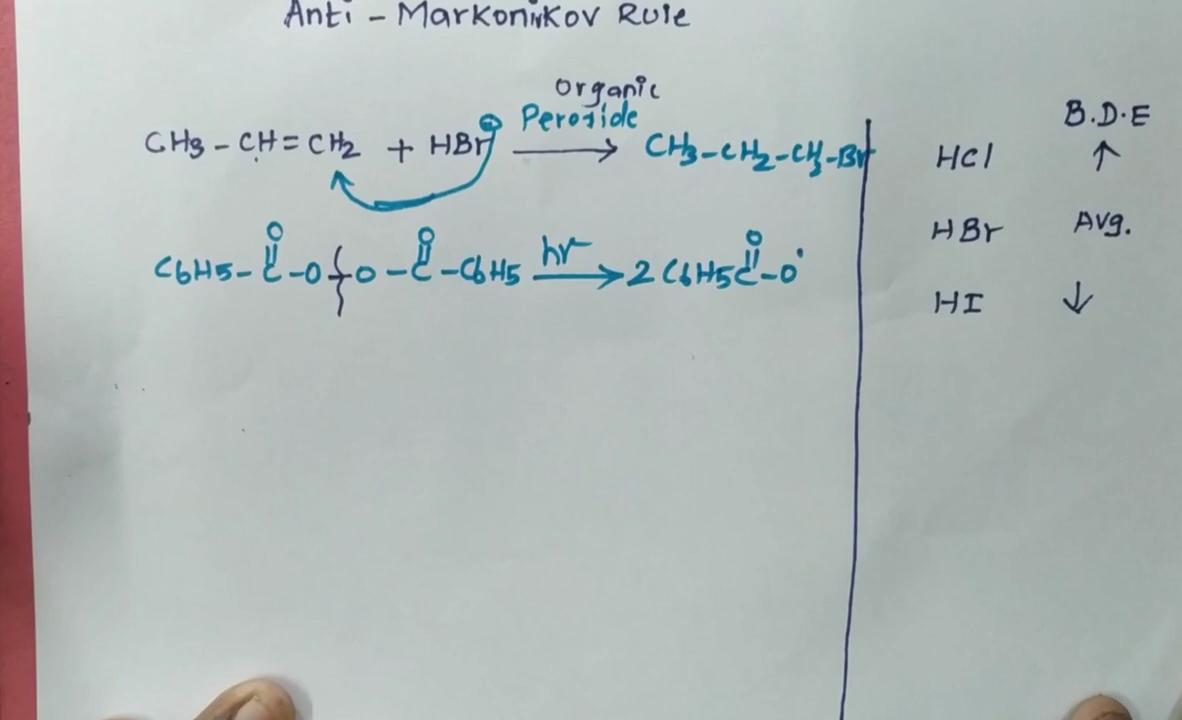 Anti - Markonikov Rule
organic
Peroxide
CH3 - CH = CH2 + HBr ⊖ → CH3-CH2-CH2-Br
C6H5-C(=O)-O-O-C(=O)-C6H5 hν → 2 C6H5C(=O)-O•
B.D.E
HCl ↑
HBr Avg.
HI ↓